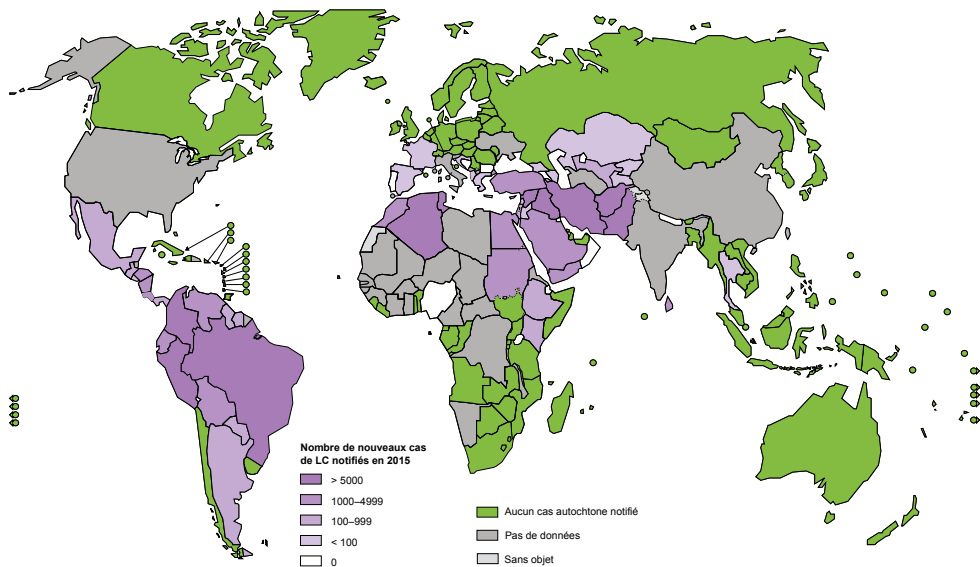 Nombre de nouveaux cas
de LC notifiés en 2015
> 5000
1000–4999
100–999
< 100
0
Aucun cas autochtone notifié
Pas de données
Sans objet